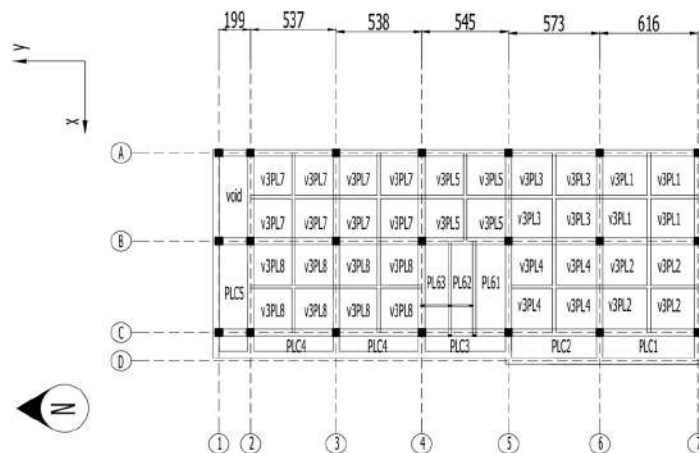 199 537 538 545 573 616
y
x
A
v3PL7 v3PL7 v3PL7 v3PL7 v3PL5 v3PL5 v3PL3 v3PL3 v3PL1 v3PL1
void
v3PL7 v3PL7 v3PL7 v3PL7 v3PL5 v3PL5 v3PL3 v3PL3 v3PL1 v3PL1
B
v3PL8 v3PL8 v3PL8 v3PL8 PL63 PL62 PL61 v3PL4 v3PL4 v3PL2 v3PL2
PLC5
v3PL8 v3PL8 v3PL8 v3PL8 v3PL4 v3PL4 v3PL2 v3PL2
C
PLC4 PLC4 PLC3 PLC2 PLC1
D
N
1 2 3 4 5 6 7